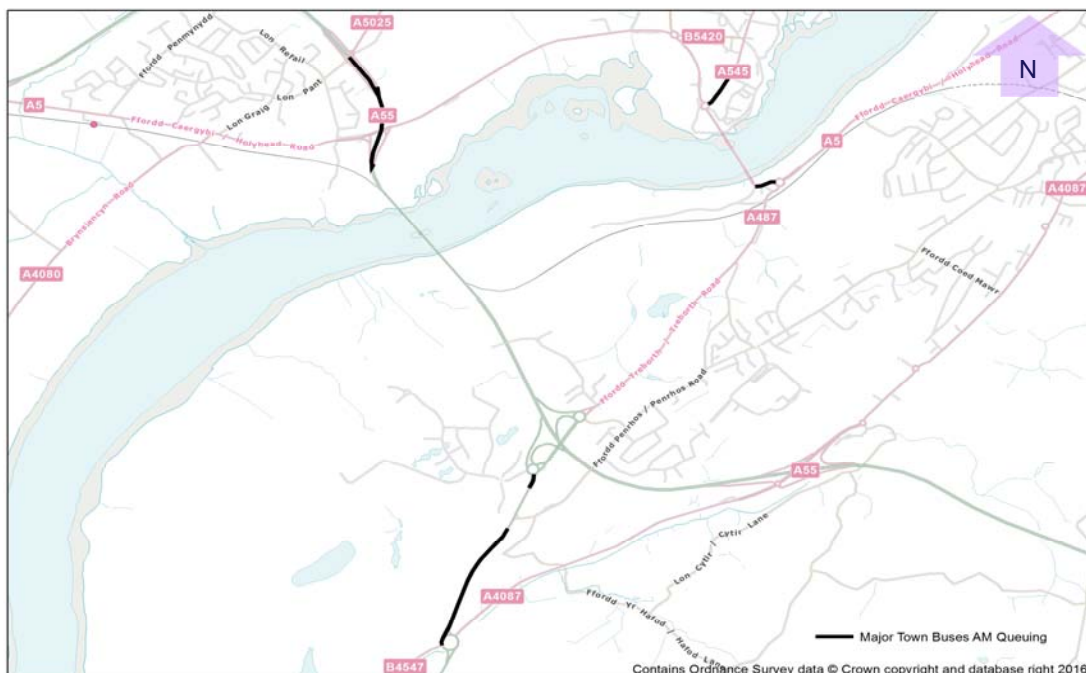 A5025
B5420
Ffordd Penmynydd
Lon Refail
Ffordd Caergybi / Holyhead Road
N
A545
Lon Pant
A5
A55
Lon Graig
Ffordd Caergybi / Holyhead Road
A5
A4087
Brynsiencyn Road
A487
A4080
Ffordd Coed Mawr
Ffordd Treborth / Treborth Road
Ffordd Penrhos / Penrhos Road
A55
Lon Cytir / Cytir Lane
A4087
Ffordd Yr Hafod / Hafod Lane
Major Town Buses AM Queuing
B4547
Contains Ordnance Survey data © Crown copyright and database right 2016